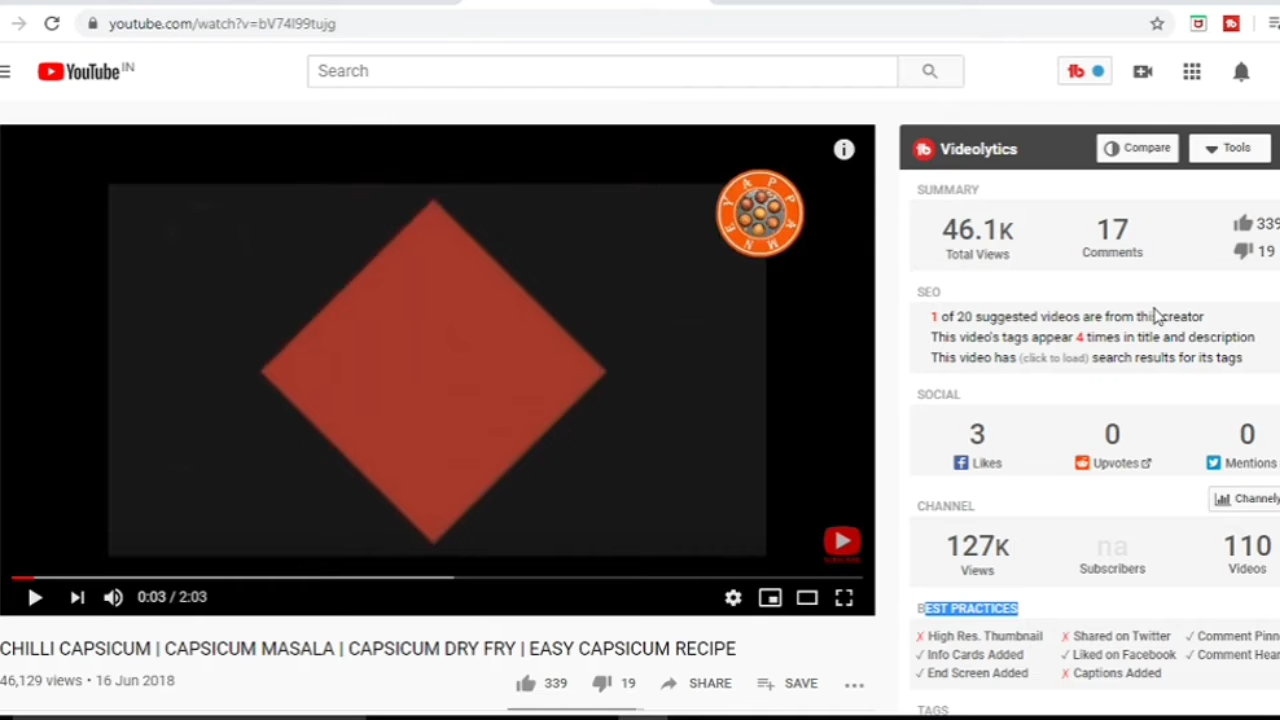 youtube.com/watch?v=bV74I99tujg
YouTube IN
Search
Videolytics
Compare
Tools
SUMMARY
46.1K
Total Views
17
Comments
339
19
SEO
1 of 20 suggested videos are from this creator
This video's tags appear 4 times in title and description
This video has (click to load) search results for its tags
SOCIAL
3
Likes
0
Upvotes
0
Mentions
CHANNEL
Channely
127K
Views
na
Subscribers
110
Videos
BEST PRACTICES
✗ High Res. Thumbnail
✗ Shared on Twitter
✓ Comment Pinn
✓ Info Cards Added
✓ Liked on Facebook
✓ Comment Hear
✓ End Screen Added
✗ Captions Added
TAGS
YAPPAMNE
0:03 / 2:03
CHILLI CAPSICUM | CAPSICUM MASALA | CAPSICUM DRY FRY | EASY CAPSICUM RECIPE
46,129 views • 16 Jun 2018
339
19
SHARE
SAVE